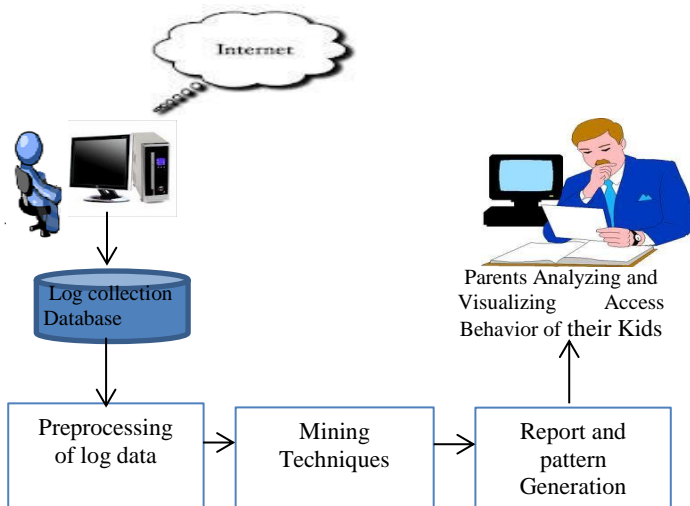 Internet
Log collection
Database
Preprocessing
of log data
Mining
Techniques
Report and
pattern
Generation
Parents Analyzing and
Visualizing Access
Behavior of their Kids